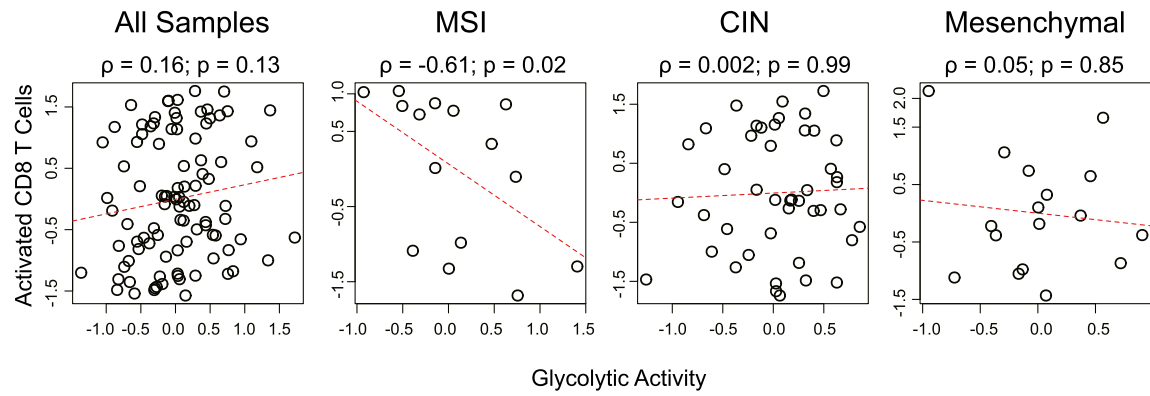 All Samples MSI CIN Mesenchymal
ρ = 0.16; p = 0.13 ρ = -0.61; p = 0.02 ρ = 0.002; p = 0.99 ρ = 0.05; p = 0.85
Activated CD8 T Cells
1.5
0.5
-0.5
-1.5
-1.0 -0.5 0.0 0.5 1.0 1.5
1.0
0.5
-0.5
-1.5
-1.0 -0.5 0.0 0.5 1.0 1.5
1.5
0.5
-0.5
-1.5
-1.0 -0.5 0.0 0.5
2.0
1.5
0.5
-0.5
-1.5
-1.0 -0.5 0.0 0.5
Glycolytic Activity